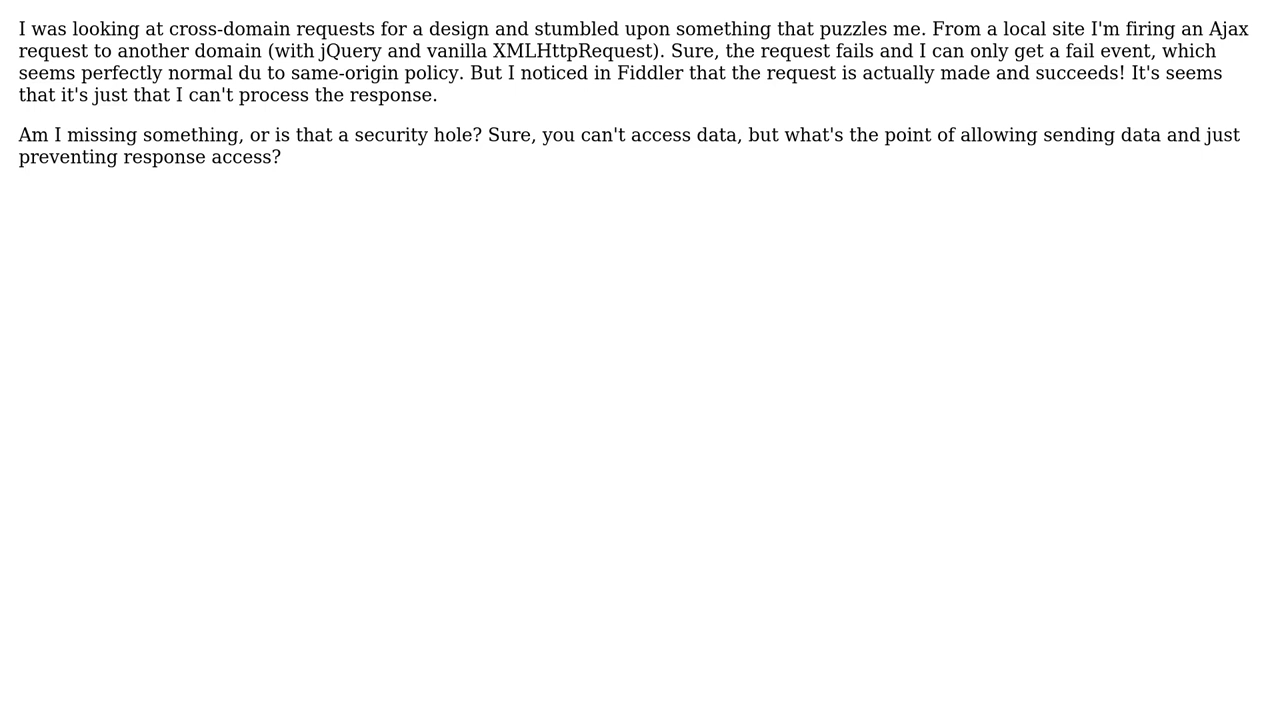 I was looking at cross-domain requests for a design and stumbled upon something that puzzles me. From a local site I'm firing an Ajax
request to another domain (with jQuery and vanilla XMLHttpRequest). Sure, the request fails and I can only get a fail event, which
seems perfectly normal du to same-origin policy. But I noticed in Fiddler that the request is actually made and succeeds! It's seems
that it's just that I can't process the response.
Am I missing something, or is that a security hole? Sure, you can't access data, but what's the point of allowing sending data and just
preventing response access?